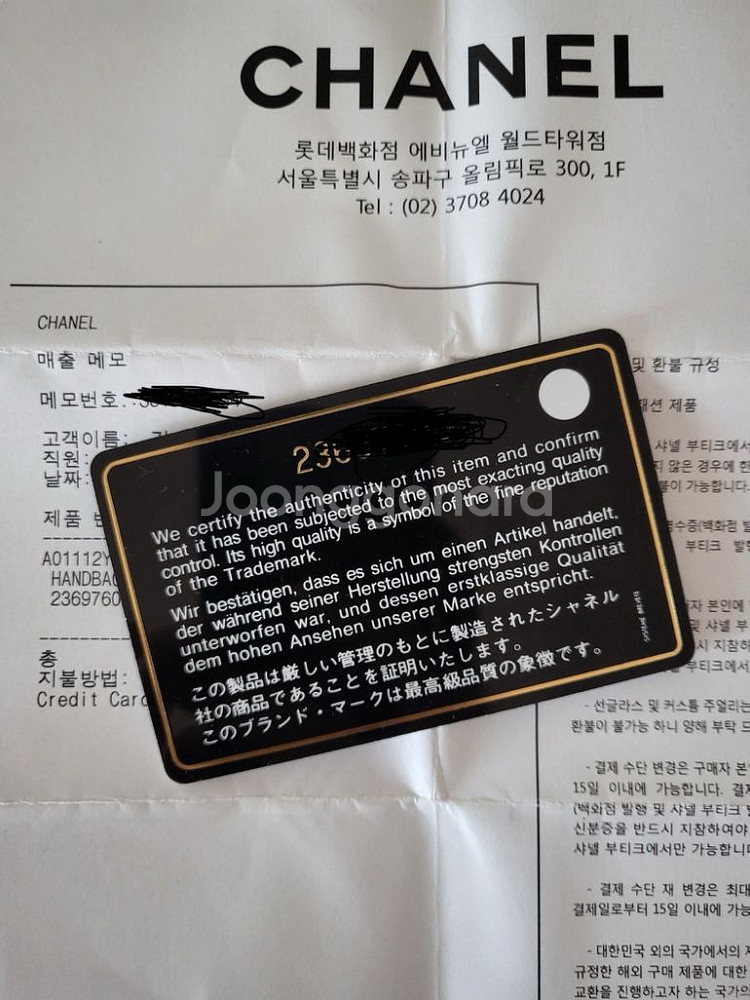 CHANEL
롯데백화점 에비뉴엘 월드타워점
서울특별시 송파구 올림픽로 300, 1F
Tel : (02) 3708 4024
CHANEL
매출 메모
메모번호:
고객이름:
직원:
날짜:
제품
A01112Y
HANDBAG
2369760
총
지불방법:
Credit Card
236
We certify the authenticity of this item and confirm
that it has been subjected to the most exacting quality
control. Its high quality is a symbol of the fine reputation
of the Trademark.
Wir bestätigen, dass es sich um einen Artikel handelt,
der während seiner Herstellung strengsten Kontrollen
unterworfen war, und dessen erstklassige Qualität
dem hohen Ansehen unserer Marke entspricht.
この製品は厳しい管理のもとに製造されたシャネル
社の商品であることを証明いたします。
このブランド・マークは最高級品質の象徴です。
Joonggonara
및 환불 규정
패션 제품
샤넬 부티크에서
지 않은 경우에 한
불이 가능합니다.
영수증(백화점 발
부티크 발행
자 본인에
및 샤넬 부
시 지참하
부티크에서
- 선글라스 및 커스톰 주얼리는
환불이 불가능 하니 양해 부탁 드
- 결제 수단 변경은 구매자 본인
15일 이내에 가능합니다. 결제
(백화점 발행 및 샤넬 부티크 발
신분증을 반드시 지참하여야
샤넬 부티크에서만 가능합니다
- 결제 수단 재 변경은 최대
결제일로부터 15일 이내에 가능
- 대한민국 외의 국가에서의
규정한 해외 구매 제품에 대한
교환을 진행하고자 하는 국가의